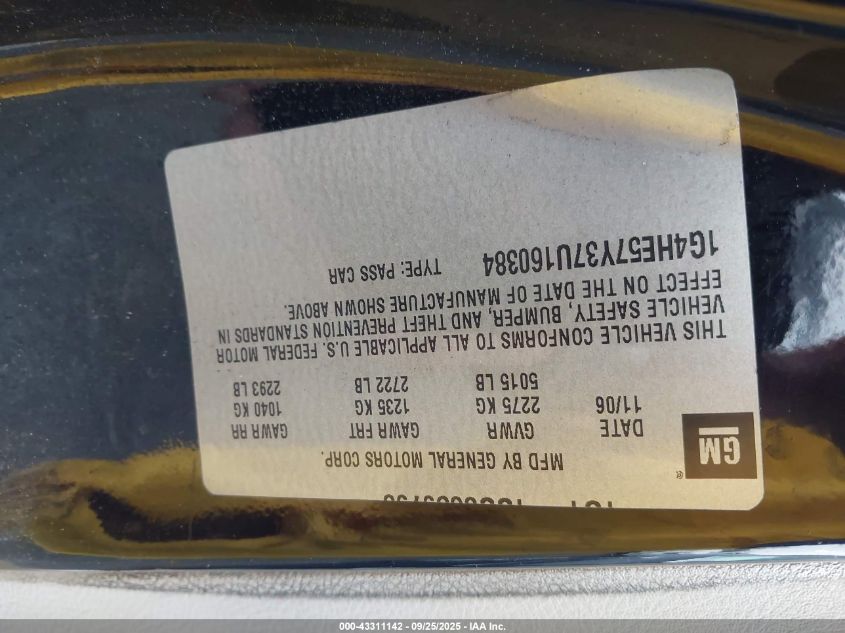 MFD BY GENERAL MOTORS CORP.
GM ®
DATE GVWR GAWR FRT GAWR RR
11/06 2275 KG 1235 KG 1040 KG
5015 LB 2722 LB 2293 LB
THIS VEHICLE CONFORMS TO ALL APPLICABLE U.S. FEDERAL MOTOR
VEHICLE SAFETY, BUMPER, AND THEFT PREVENTION STANDARDS IN
EFFECT ON THE DATE OF MANUFACTURE SHOWN ABOVE.
1G4HE57Y37U160384 TYPE: PASS CAR
000-43311142 - 09/25/2025 - IAA Inc.